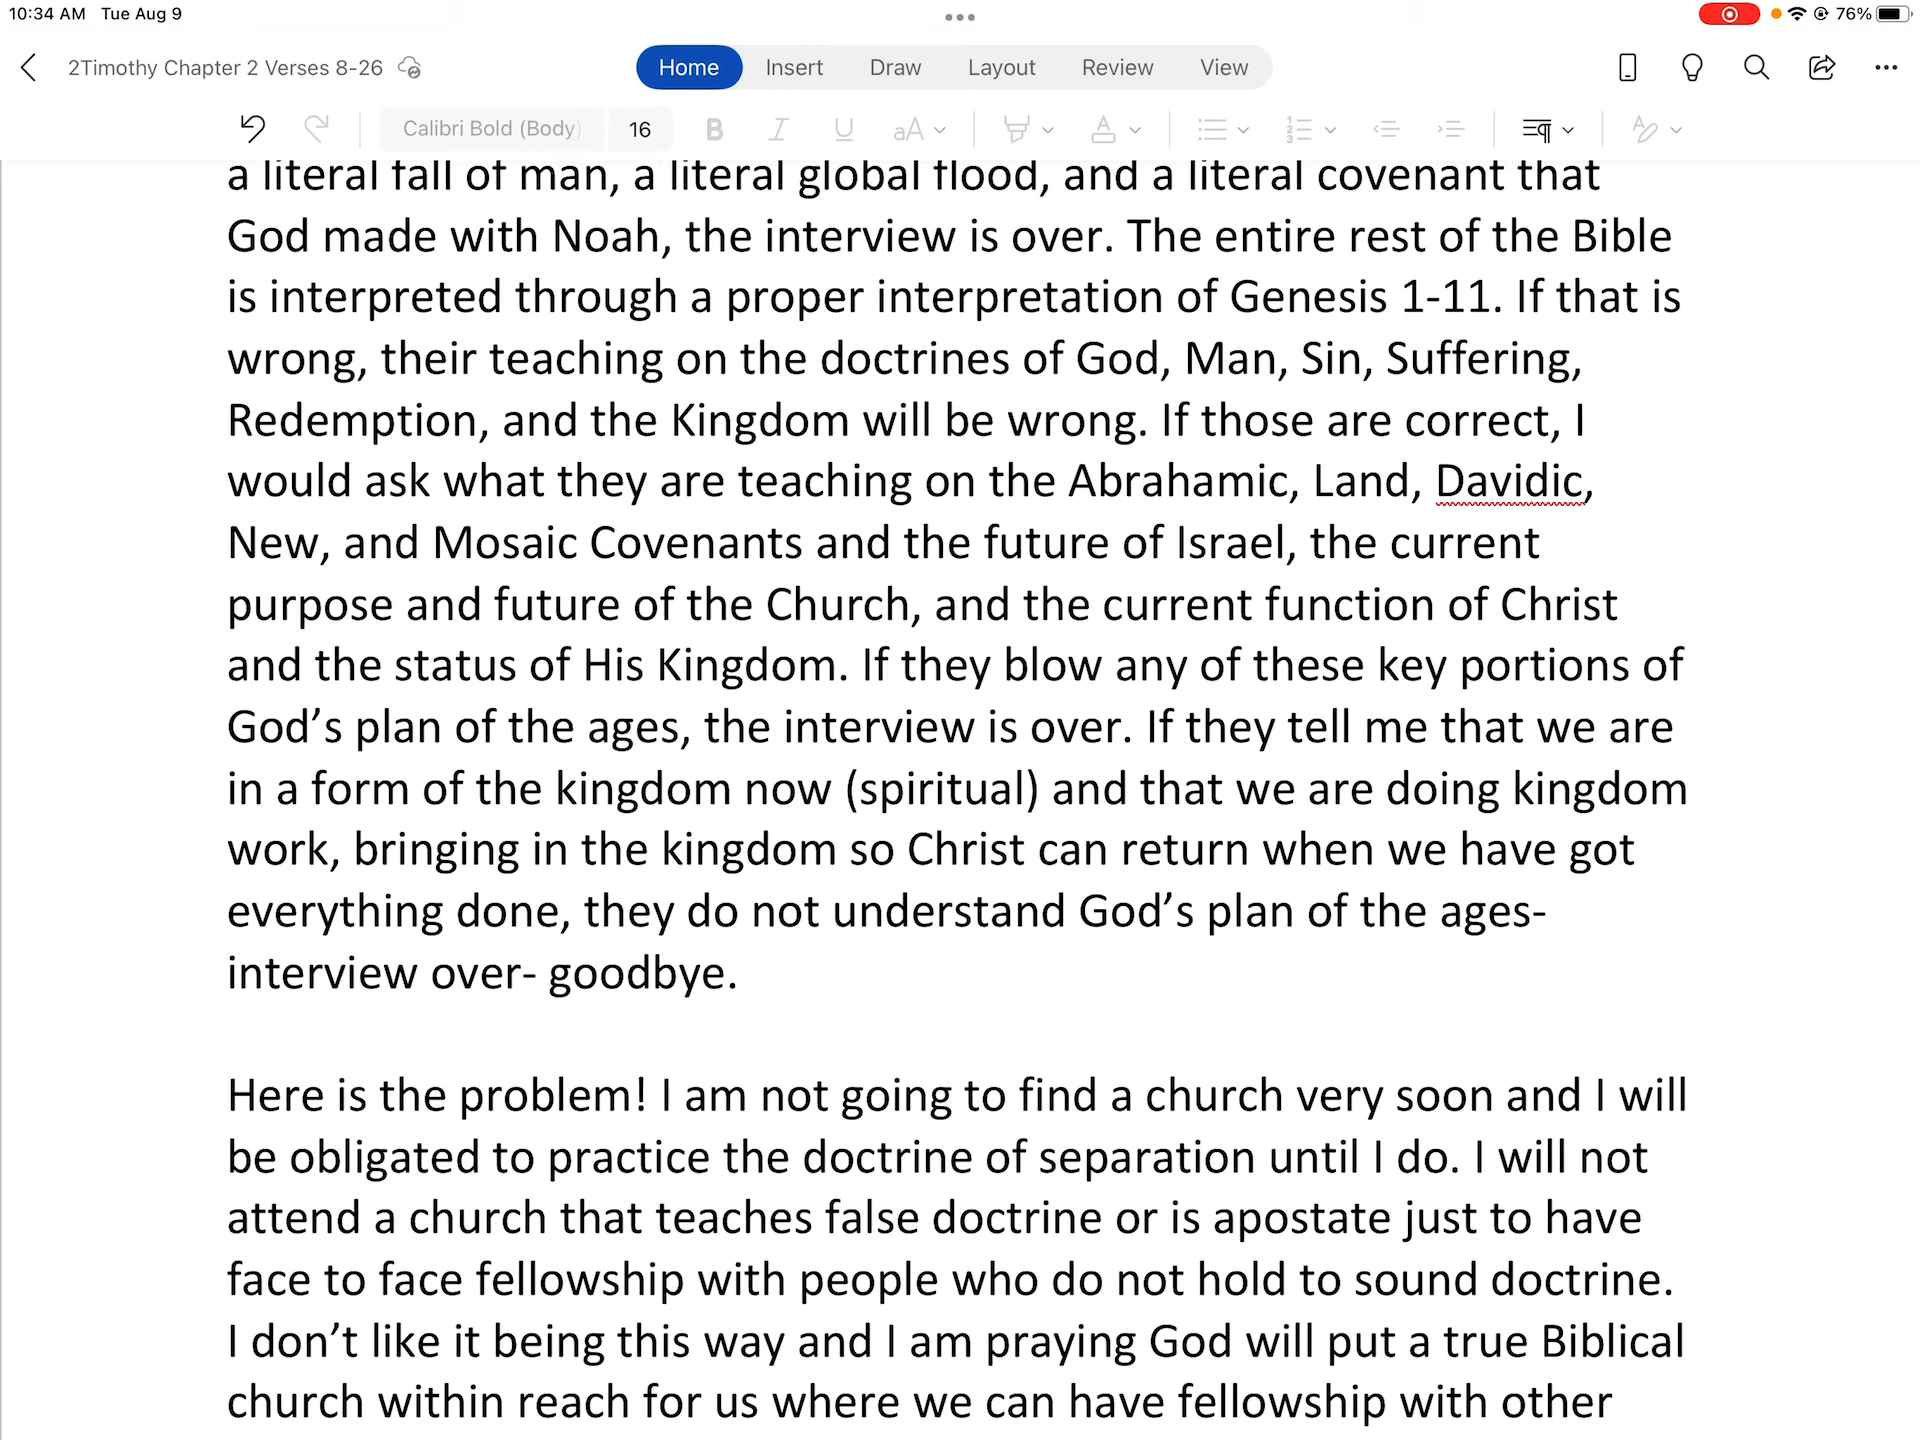 10:34 AM Tue Aug 9
76%
2Timothy Chapter 2 Verses 8-26
Home Insert Draw Layout Review View
Calibri Bold (Body) 16 B I U aA A
a literal fall of man, a literal global flood, and a literal covenant that
God made with Noah, the interview is over. The entire rest of the Bible
is interpreted through a proper interpretation of Genesis 1-11. If that is
wrong, their teaching on the doctrines of God, Man, Sin, Suffering,
Redemption, and the Kingdom will be wrong. If those are correct, I
would ask what they are teaching on the Abrahamic, Land, Davidic,
New, and Mosaic Covenants and the future of Israel, the current
purpose and future of the Church, and the current function of Christ
and the status of His Kingdom. If they blow any of these key portions of
God’s plan of the ages, the interview is over. If they tell me that we are
in a form of the kingdom now (spiritual) and that we are doing kingdom
work, bringing in the kingdom so Christ can return when we have got
everything done, they do not understand God’s plan of the ages-
interview over- goodbye.
Here is the problem! I am not going to find a church very soon and I will
be obligated to practice the doctrine of separation until I do. I will not
attend a church that teaches false doctrine or is apostate just to have
face to face fellowship with people who do not hold to sound doctrine.
I don’t like it being this way and I am praying God will put a true Biblical
church within reach for us where we can have fellowship with other